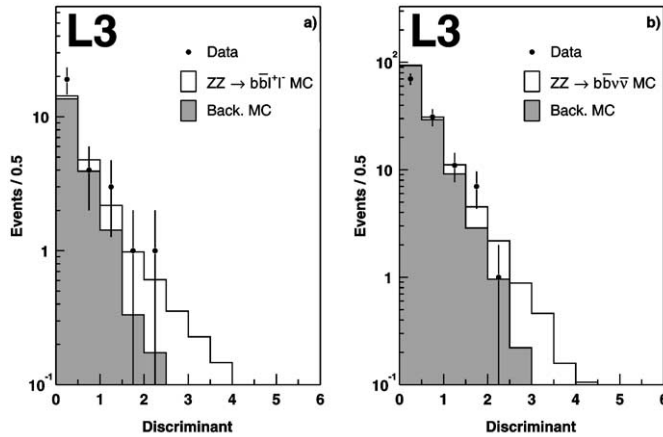 L3
a)
Data
ZZ → bb̄l⁺l⁻ MC
Back. MC
Events / 0.5
10
1
10⁻¹
0 1 2 3 4 5 6
Discriminant
L3
b)
Data
ZZ → bb̄νν̄ MC
Back. MC
Events / 0.5
10²
10
1
10⁻¹
0 1 2 3 4 5 6
Discriminant